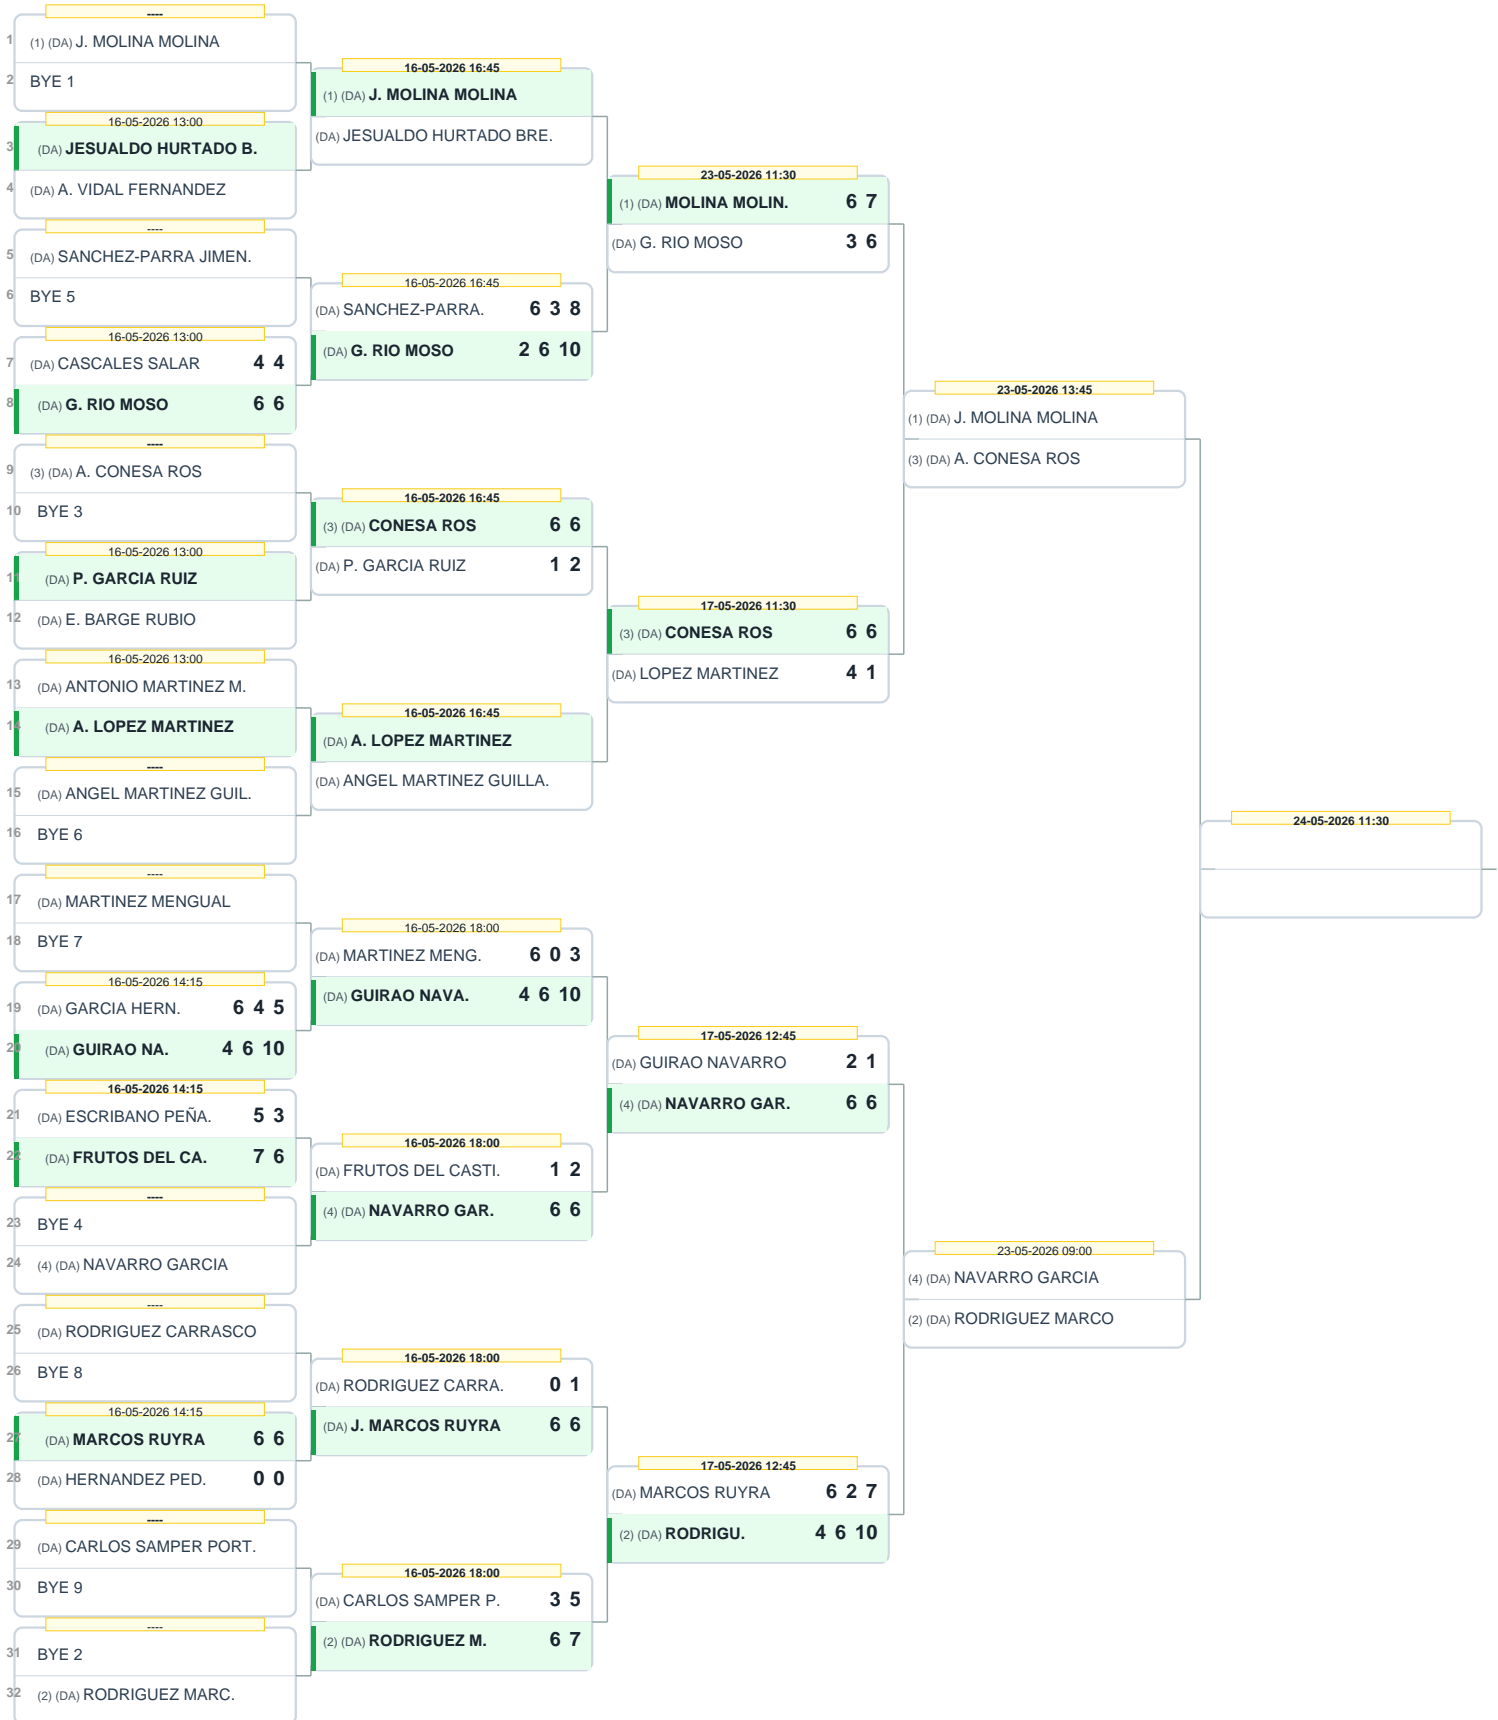 ----
1 (1) (DA) J. MOLINA MOLINA
2 BYE 1
16-05-2026 13:00
3 (DA) JESUALDO HURTADO B.
4 (DA) A. VIDAL FERNANDEZ
----
5 (DA) SANCHEZ-PARRA JIMEN.
6 BYE 5
16-05-2026 13:00
7 (DA) CASCALES SALAR 4 4
8 (DA) G. RIO MOSO 6 6
----
9 (3) (DA) A. CONESA ROS
10 BYE 3
16-05-2026 13:00
11 (DA) P. GARCIA RUIZ
12 (DA) E. BARGE RUBIO
16-05-2026 13:00
13 (DA) ANTONIO MARTINEZ M.
14 (DA) A. LOPEZ MARTINEZ
----
15 (DA) ANGEL MARTINEZ GUIL.
16 BYE 6
----
17 (DA) MARTINEZ MENGUAL
18 BYE 7
16-05-2026 14:15
19 (DA) GARCIA HERN. 6 4 5
20 (DA) GUIRAO NA. 4 6 10
16-05-2026 14:15
21 (DA) ESCRIBANO PEÑA. 5 3
22 (DA) FRUTOS DEL CA. 7 6
----
23 BYE 4
24 (4) (DA) NAVARRO GARCIA
----
25 (DA) RODRIGUEZ CARRASCO
26 BYE 8
16-05-2026 14:15
27 (DA) MARCOS RUYRA 6 6
28 (DA) HERNANDEZ PED. 0 0
----
29 (DA) CARLOS SAMPER PORT.
30 BYE 9
----
31 BYE 2
32 (2) (DA) RODRIGUEZ MARC.
16-05-2026 16:45
(1) (DA) J. MOLINA MOLINA
(DA) JESUALDO HURTADO BRE.
16-05-2026 16:45
(DA) SANCHEZ-PARRA. 6 3 8
(DA) G. RIO MOSO 2 6 10
16-05-2026 16:45
(3) (DA) CONESA ROS 6 6
(DA) P. GARCIA RUIZ 1 2
16-05-2026 16:45
(DA) A. LOPEZ MARTINEZ
(DA) ANGEL MARTINEZ GUILLA.
16-05-2026 18:00
(DA) MARTINEZ MENG. 6 0 3
(DA) GUIRAO NAVA. 4 6 10
16-05-2026 18:00
(DA) FRUTOS DEL CASTI. 1 2
(4) (DA) NAVARRO GAR. 6 6
16-05-2026 18:00
(DA) RODRIGUEZ CARRA. 0 1
(DA) J. MARCOS RUYRA 6 6
16-05-2026 18:00
(DA) CARLOS SAMPER P. 3 5
(2) (DA) RODRIGUEZ M. 6 7
23-05-2026 11:30
(1) (DA) MOLINA MOLIN. 6 7
(DA) G. RIO MOSO 3 6
17-05-2026 11:30
(3) (DA) CONESA ROS 6 6
(DA) LOPEZ MARTINEZ 4 1
17-05-2026 12:45
(DA) GUIRAO NAVARRO 2 1
(4) (DA) NAVARRO GAR. 6 6
17-05-2026 12:45
(DA) MARCOS RUYRA 6 2 7
(2) (DA) RODRIGU. 4 6 10
23-05-2026 13:45
(1) (DA) J. MOLINA MOLINA
(3) (DA) A. CONESA ROS
23-05-2026 09:00
(4) (DA) NAVARRO GARCIA
(2) (DA) RODRIGUEZ MARCO
24-05-2026 11:30